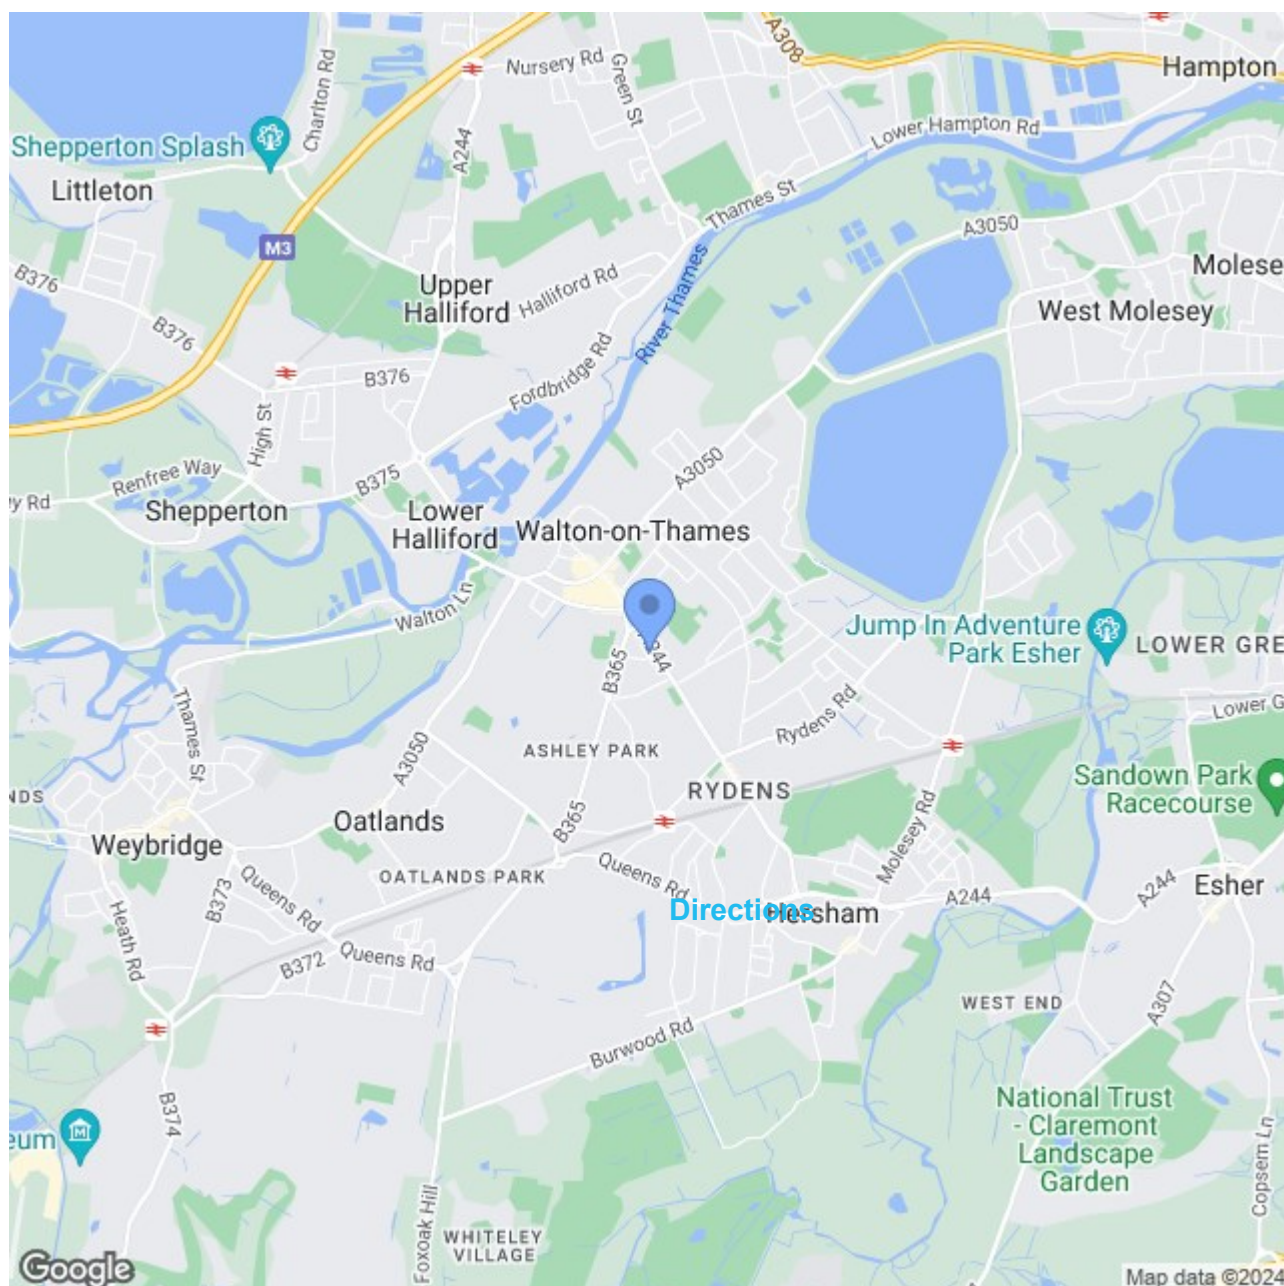 A308
Nursery Rd
Green St
Hampton
Charlton Rd
Shepperton Splash
A244
Lower Hampton Rd
Littleton
Thames St
A3050
M3
B376
Upper
Halliford
Halliford Rd
River Thames
Molese
West Molesey
B376
B376
Fordbridge Rd
High St
A3050
Renfree Way
B375
y Rd
Shepperton
Lower
Halliford
Walton-on-Thames
Walton Ln
Jump In Adventure
Park Esher
LOWER GRE
B365
244
Thames St
Rydens Rd
Lower G
A3050
ASHLEY PARK
Sandown Park
Racecourse
NDS
RYDENS
Oatlands
B365
Molesey Rd
Weybridge
OATLANDS PARK
Queens Rd
A244
Esher
B373
Queens Rd
Directions
Hersham
A244
Heath Rd
B372
Queens Rd
WEST END
A307
Burwood Rd
B374
National Trust
- Claremont
Landscape
Garden
eum
Copsem Ln
Foxoak Hill
WHITELEY
VILLAGE
Google
Map data ©2024